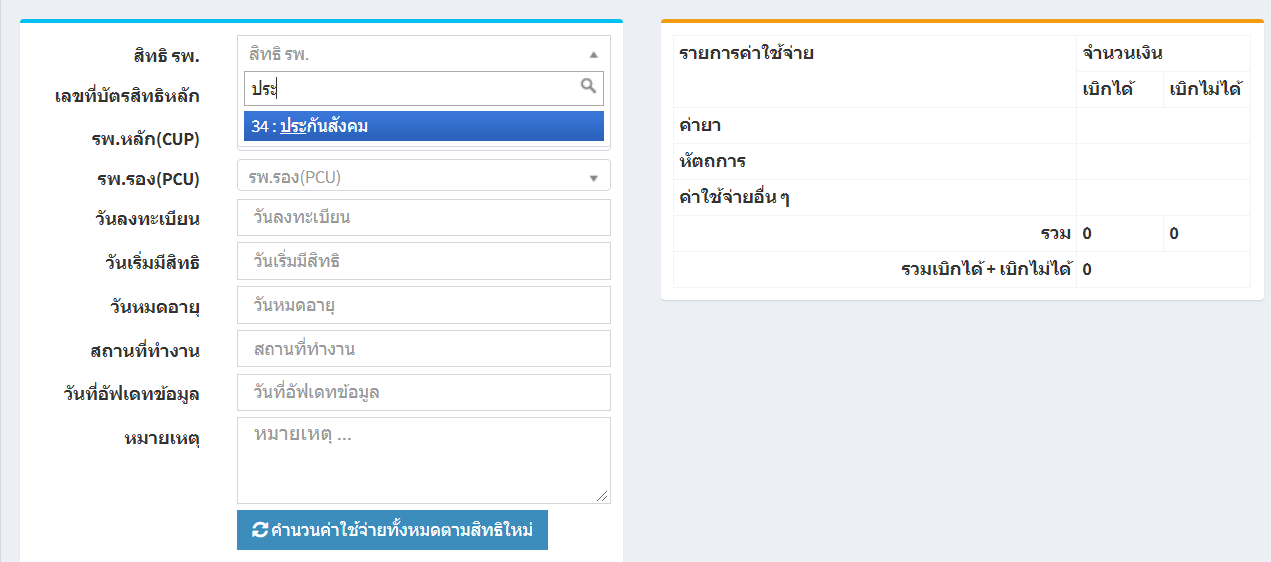 สิทธิ รพ.
สิทธิ รพ.
ประ
34 : ประกันสังคม
เลขที่บัตรสิทธิหลัก
รพ.หลัก(CUP)
รพ.รอง(PCU)
รพ.รอง(PCU)
วันลงทะเบียน
วันลงทะเบียน
วันเริ่มมีสิทธิ
วันเริ่มมีสิทธิ
วันหมดอายุ
วันหมดอายุ
สถานที่ทำงาน
สถานที่ทำงาน
วันที่อัฟเดทข้อมูล
วันที่อัฟเดทข้อมูล
หมายเหตุ
หมายเหตุ ...
คำนวนค่าใช้จ่ายทั้งหมดตามสิทธิใหม่
รายการค่าใช้จ่าย จำนวนเงิน
เบิกได้ เบิกไม่ได้
ค่ายา
หัตถการ
ค่าใช้จ่ายอื่น ๆ
รวม 0 0
รวมเบิกได้ + เบิกไม่ได้ 0